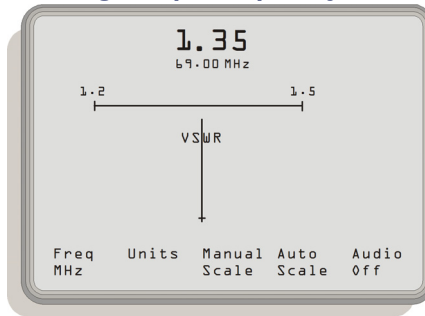 1.35
69.00 MHz
1.2 1.5
VSWR
Freq Units Manual Auto Audio
MHz Scale Scale Off